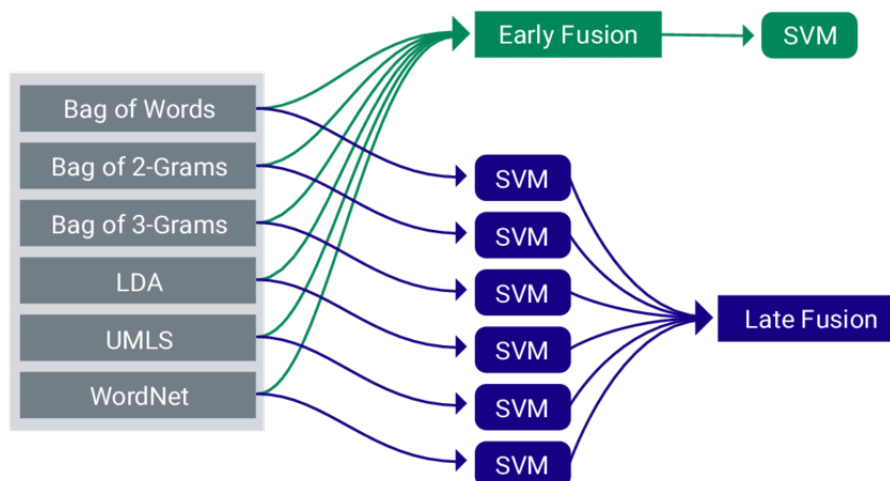 Early Fusion
SVM
Bag of Words
Bag of 2-Grams
Bag of 3-Grams
LDA
UMLS
WordNet
SVM
SVM
SVM
SVM
SVM
SVM
Late Fusion